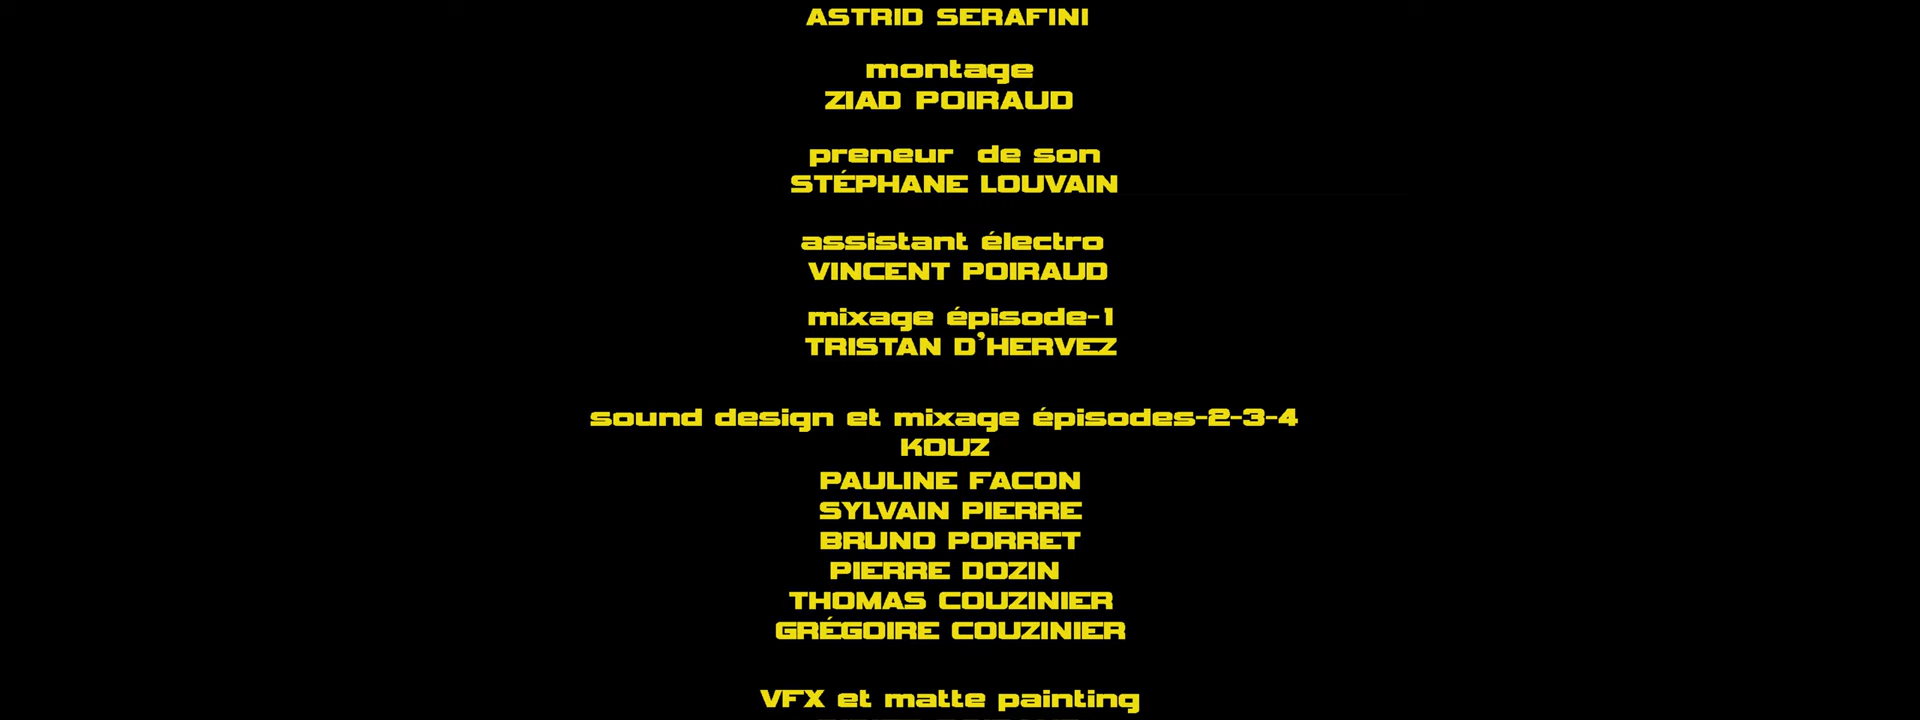 ASTRID SERAFINI
montage
ZIAD POIRAUD
preneur de son
STÉPHANE LOUVAIN
assistant électro
VINCENT POIRAUD
mixage épisode-1
TRISTAN D'HERVEZ
sound design et mixage épisodes-2-3-4
KOUZ
PAULINE FACON
SYLVAIN PIERRE
BRUNO PORRET
PIERRE DOZIN
THOMAS COUZINIER
GRÉGOIRE COUZINIER
VFX et matte painting